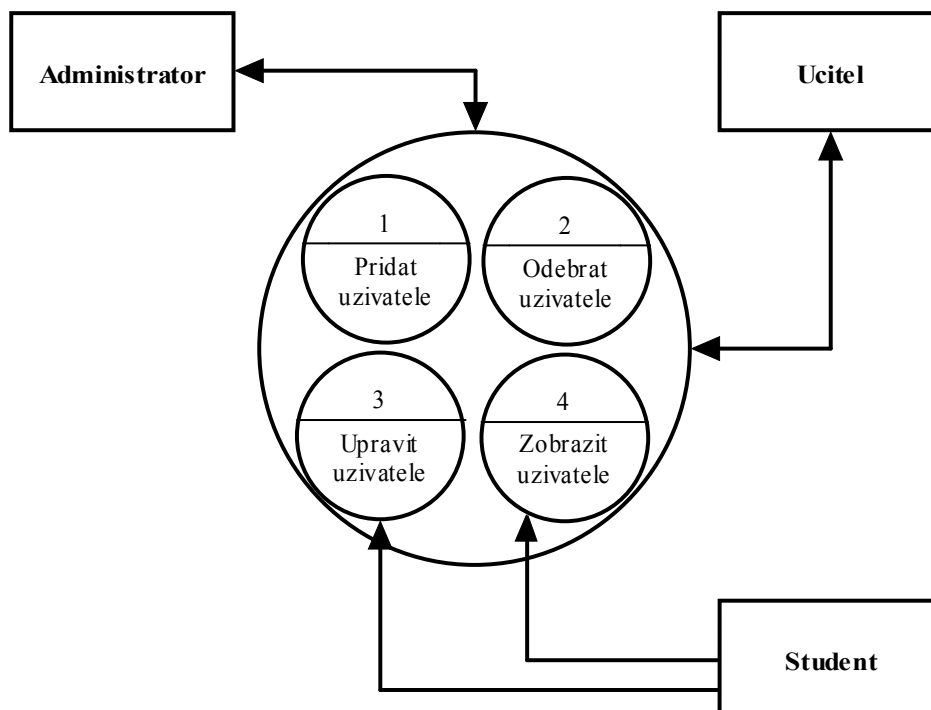 Administrator
Ucitel
1
Pridat
uzivatele
2
Odebrat
uzivatele
3
Upravit
uzivatele
4
Zobrazit
uzivatele
Student